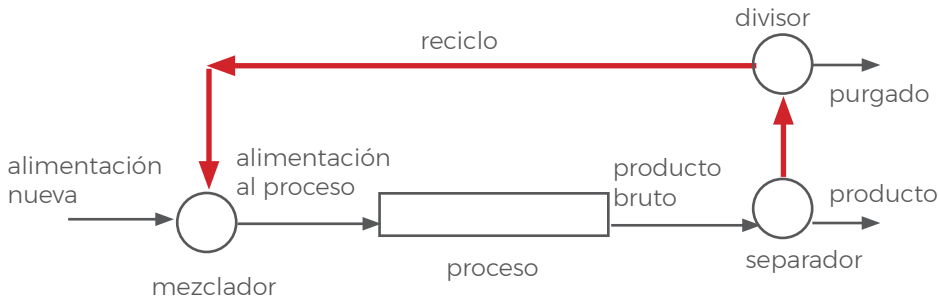 divisor
reciclo
purgado
alimentación
nueva
alimentación
al proceso
producto
bruto
producto
proceso
separador
mezclador